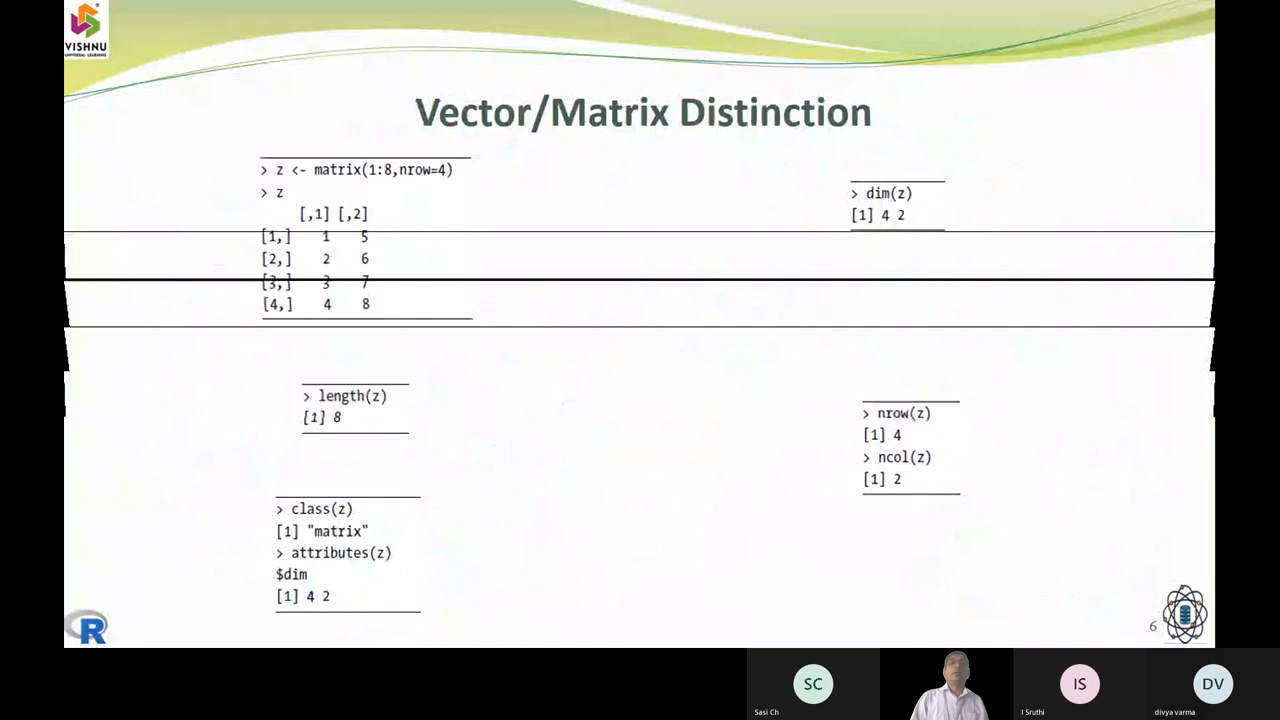 VISHNU
UNIVERSAL LEARNING
Vector/Matrix Distinction
> z <- matrix(1:8,nrow=4)
> z
[,1] [,2]
[1,] 1 5
[2,] 2 6
[3,] 3 7
[4,] 4 8
> dim(z)
[1] 4 2
> length(z)
[1] 8
> nrow(z)
[1] 4
> ncol(z)
[1] 2
> class(z)
[1] "matrix"
> attributes(z)
$dim
[1] 4 2
R
6
SC
IS
DV
Sasi Ch
I Sruthi
divya varma